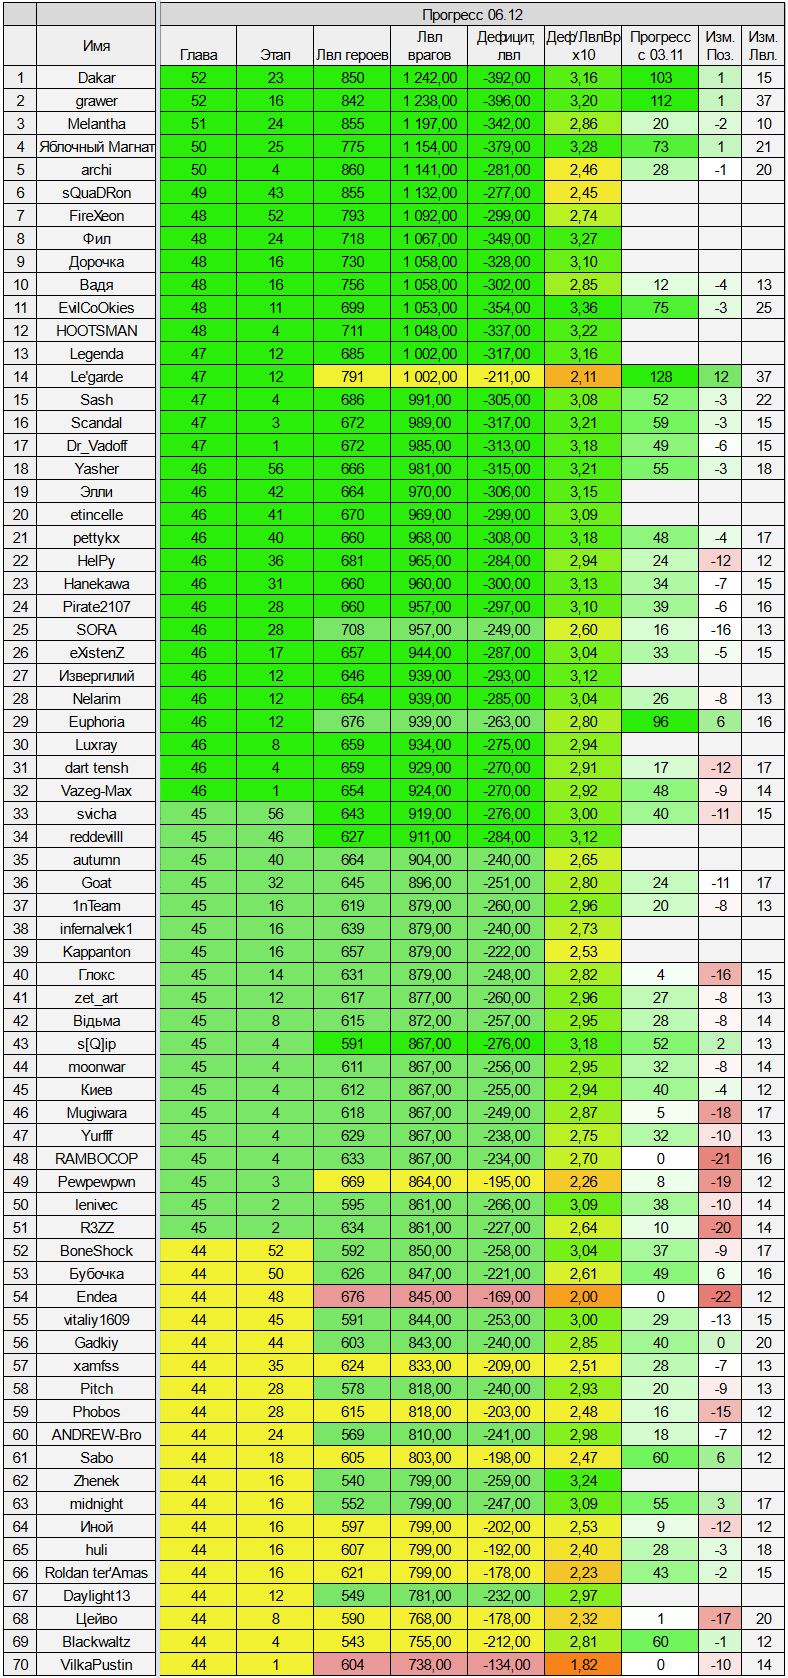 Прогресс 06.12
Имя Глава Этап Лвл героев Лвл врагов Дефицит, лвл Деф/ЛвлВр х10 Прогресс с 03.11 Изм. Поз. Изм. Лвл.
1 Dakar 52 23 850 1 242,00 -392,00 3,16 103 1 15
2 grawer 52 16 842 1 238,00 -396,00 3,20 112 1 37
3 Melantha 51 24 855 1 197,00 -342,00 2,86 20 -2 10
4 Яблочный Магнат 50 25 775 1 154,00 -379,00 3,28 73 1 21
5 archi 50 4 860 1 141,00 -281,00 2,46 28 -1 20
6 sQuaDRon 49 43 855 1 132,00 -277,00 2,45
7 FireXeon 48 52 793 1 092,00 -299,00 2,74
8 Фил 48 24 718 1 067,00 -349,00 3,27
9 Дорочка 48 16 730 1 058,00 -328,00 3,10
10 Вадя 48 16 756 1 058,00 -302,00 2,85 12 -4 13
11 EvilCoOkies 48 11 699 1 053,00 -354,00 3,36 75 -3 25
12 HOOTSMAN 48 4 711 1 048,00 -337,00 3,22
13 Legenda 47 12 685 1 002,00 -317,00 3,16
14 Le'garde 47 12 791 1 002,00 -211,00 2,11 128 12 37
15 Sash 47 4 686 991,00 -305,00 3,08 52 -3 22
16 Scandal 47 3 672 989,00 -317,00 3,21 59 -3 15
17 Dr_Vadoff 47 1 672 985,00 -313,00 3,18 49 -6 15
18 Yasher 46 56 666 981,00 -315,00 3,21 55 -3 18
19 Элли 46 42 664 970,00 -306,00 3,15
20 etincelle 46 41 670 969,00 -299,00 3,09
21 pettykx 46 40 660 968,00 -308,00 3,18 48 -4 17
22 HelPy 46 36 681 965,00 -284,00 2,94 24 -12 12
23 Hanekawa 46 31 660 960,00 -300,00 3,13 34 -7 15
24 Pirate2107 46 28 660 957,00 -297,00 3,10 39 -6 16
25 SORA 46 28 708 957,00 -249,00 2,60 16 -16 13
26 eXistenZ 46 17 657 944,00 -287,00 3,04 33 -5 15
27 Извергилий 46 12 646 939,00 -293,00 3,12
28 Nelarim 46 12 654 939,00 -285,00 3,04 26 -8 13
29 Euphoria 46 12 676 939,00 -263,00 2,80 96 6 16
30 Luxray 46 8 659 934,00 -275,00 2,94
31 dart tensh 46 4 659 929,00 -270,00 2,91 17 -12 17
32 Vazeg-Max 46 1 654 924,00 -270,00 2,92 48 -9 14
33 svicha 45 56 643 919,00 -276,00 3,00 40 -11 15
34 reddevilll 45 46 627 911,00 -284,00 3,12
35 autumn 45 40 664 904,00 -240,00 2,65
36 Goat 45 32 645 896,00 -251,00 2,80 24 -11 17
37 1nTeam 45 16 619 879,00 -260,00 2,96 20 -8 13
38 infernalvek1 45 16 639 879,00 -240,00 2,73
39 Kappanton 45 16 657 879,00 -222,00 2,53
40 Глокс 45 14 631 879,00 -248,00 2,82 4 -16 15
41 zet_art 45 12 617 877,00 -260,00 2,96 27 -8 13
42 Відьма 45 8 615 872,00 -257,00 2,95 28 -8 14
43 s[Q]ip 45 4 591 867,00 -276,00 3,18 52 2 13
44 moonwar 45 4 611 867,00 -256,00 2,95 32 -8 14
45 Киев 45 4 612 867,00 -255,00 2,94 40 -4 12
46 Mugiwara 45 4 618 867,00 -249,00 2,87 5 -18 17
47 Yurfff 45 4 629 867,00 -238,00 2,75 32 -10 13
48 RAMBOCOP 45 4 633 867,00 -234,00 2,70 0 -21 16
49 Pewpewpwn 45 3 669 864,00 -195,00 2,26 8 -19 12
50 lenivec 45 2 595 861,00 -266,00 3,09 38 -10 14
51 R3ZZ 45 2 634 861,00 -227,00 2,64 10 -20 14
52 BoneShock 44 52 592 850,00 -258,00 3,04 37 -9 17
53 Бубочка 44 50 626 847,00 -221,00 2,61 49 6 16
54 Endea 44 48 676 845,00 -169,00 2,00 0 -22 12
55 vitaliy1609 44 45 591 844,00 -253,00 3,00 29 -13 15
56 Gadkiy 44 44 603 843,00 -240,00 2,85 40 0 20
57 xamfss 44 35 624 833,00 -209,00 2,51 28 -7 13
58 Pitch 44 28 578 818,00 -240,00 2,93 20 -9 13
59 Phobos 44 28 615 818,00 -203,00 2,48 16 -15 12
60 ANDREW-Bro 44 24 569 810,00 -241,00 2,98 18 -7 12
61 Sabo 44 18 605 803,00 -198,00 2,47 60 6 12
62 Zhenek 44 16 540 799,00 -259,00 3,24
63 midnight 44 16 552 799,00 -247,00 3,09 55 3 17
64 Иной 44 16 597 799,00 -202,00 2,53 9 -12 12
65 huli 44 16 607 799,00 -192,00 2,40 28 -3 18
66 Roldan ter'Amas 44 16 621 799,00 -178,00 2,23 43 -2 15
67 Daylight13 44 12 549 781,00 -232,00 2,97
68 Цейво 44 8 590 768,00 -178,00 2,32 1 -17 20
69 Blackwaltz 44 4 543 755,00 -212,00 2,81 60 -1 12
70 VilkaPustin 44 1 604 738,00 -134,00 1,82 0 -10 14